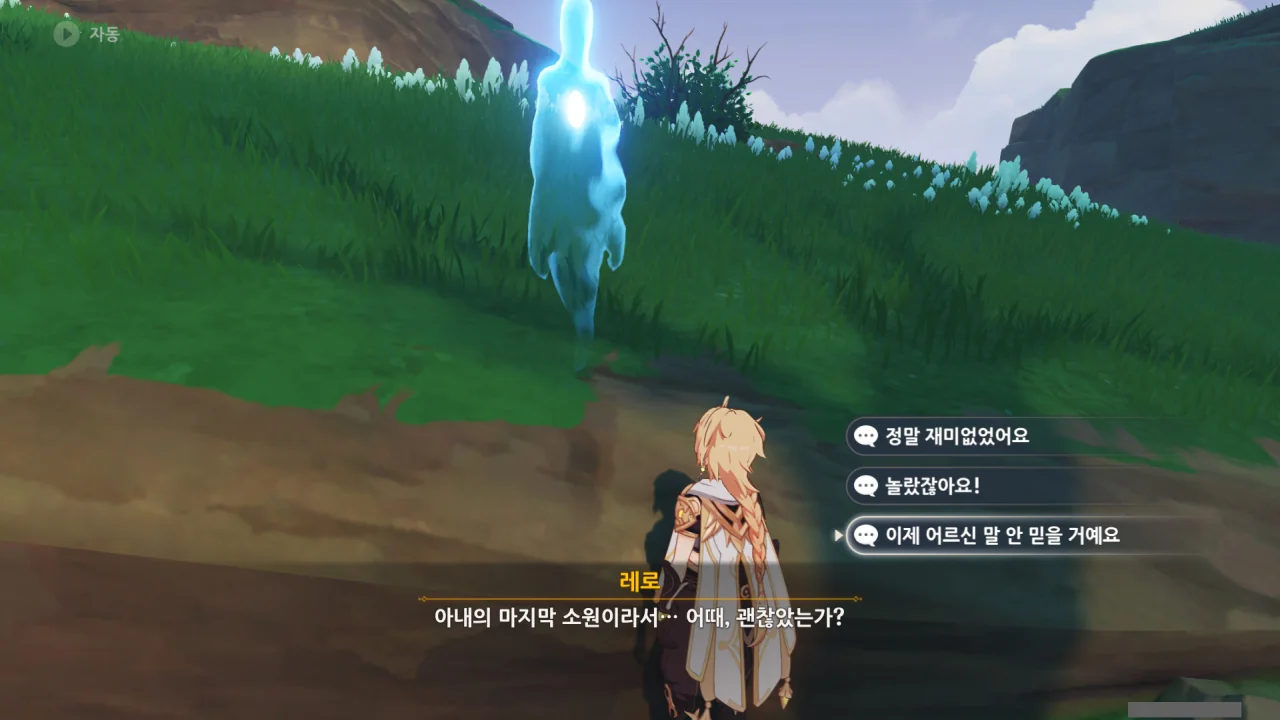 자동
정말 재미없었어요
놀랐잖아요!
이제 어르신 말 안 믿을 거예요
레로
아내의 마지막 소원이라서… 어때, 괜찮았는가?